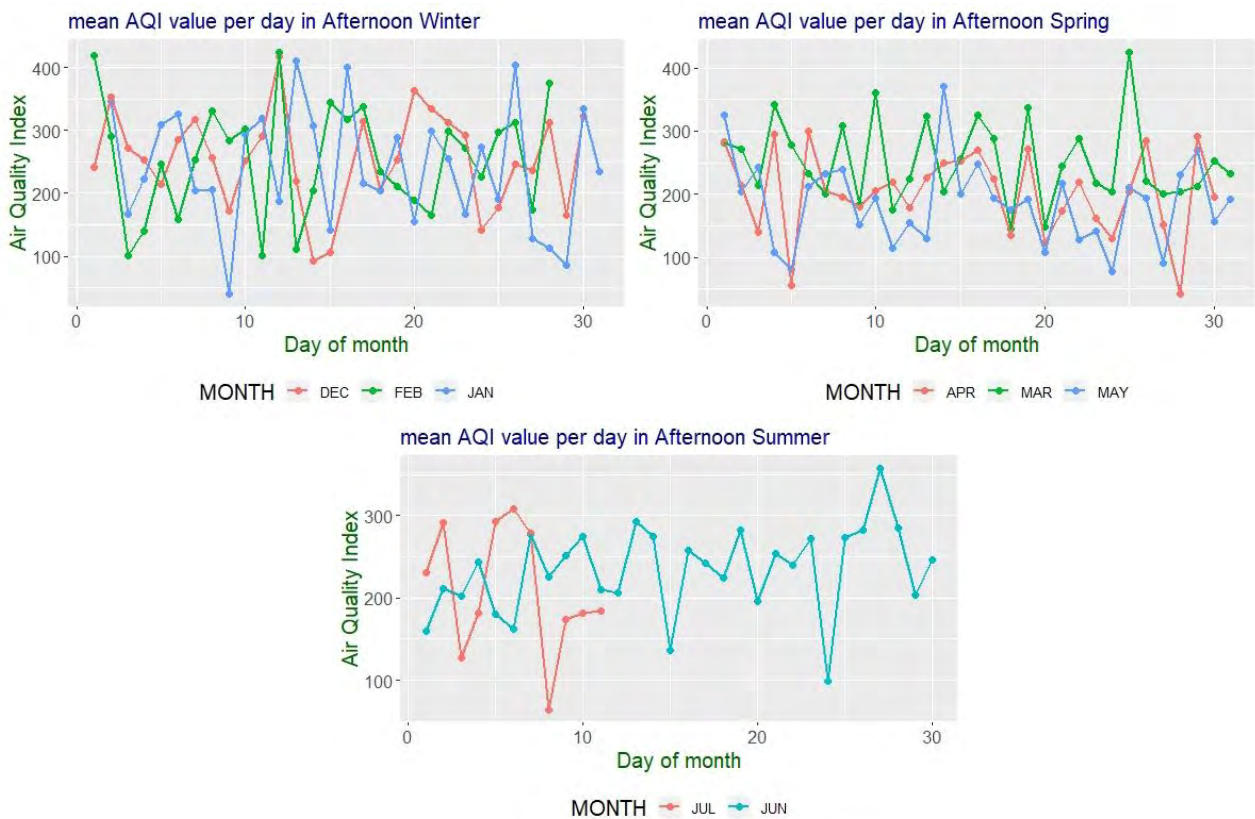 mean AQI value per day in Afternoon Winter
Air Quality Index
400
300
200
100
0 10 20 30
Day of month
MONTH DEC FEB JAN
mean AQI value per day in Afternoon Spring
Air Quality Index
400
300
200
100
0 10 20 30
Day of month
MONTH APR MAR MAY
mean AQI value per day in Afternoon Summer
Air Quality Index
300
200
100
0 10 20 30
Day of month
MONTH JUL JUN